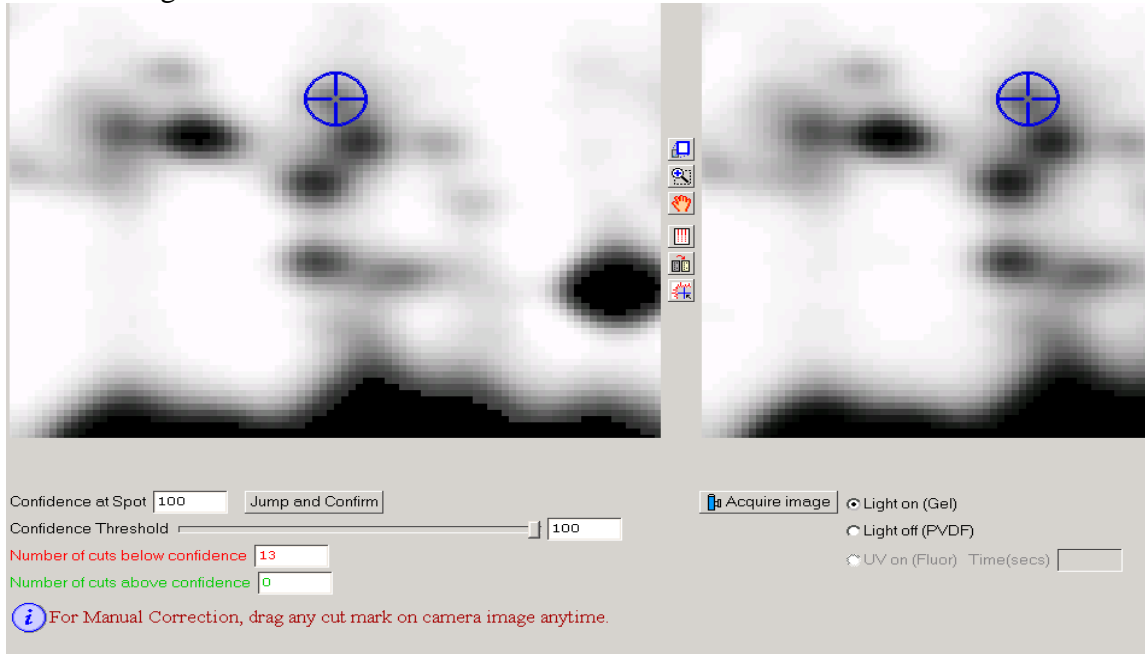 Confidence at Spot 100 Jump and Confirm
Confidence Threshold 100
Number of cuts below confidence 13
Number of cuts above confidence 0
i For Manual Correction, drag any cut mark on camera image anytime.
Acquire image Light on (Gel)
Light off (PVDF)
UV on (Fluor) Time(secs)